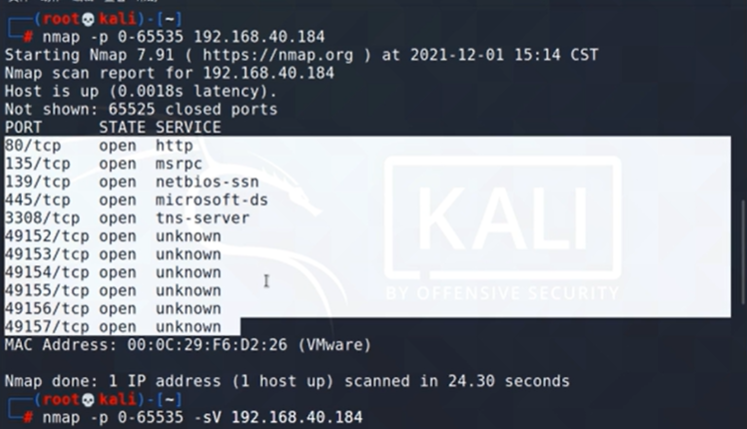 ┌──(root💀kali)-[~]
└─# nmap -p 0-65535 192.168.40.184
Starting Nmap 7.91 ( https://nmap.org ) at 2021-12-01 15:14 CST
Nmap scan report for 192.168.40.184
Host is up (0.0018s latency).
Not shown: 65525 closed ports
PORT      STATE SERVICE
80/tcp    open  http
135/tcp   open  msrpc
139/tcp   open  netbios-ssn
445/tcp   open  microsoft-ds
3308/tcp  open  tns-server
49152/tcp open  unknown
49153/tcp open  unknown
49154/tcp open  unknown
49155/tcp open  unknown
49156/tcp open  unknown
49157/tcp open  unknown
KALI
BY OFFENSIVE SECURITY
MAC Address: 00:0C:29:F6:D2:26 (VMware)
Nmap done: 1 IP address (1 host up) scanned in 24.30 seconds
┌──(root💀kali)-[~]
└─# nmap -p 0-65535 -sV 192.168.40.184